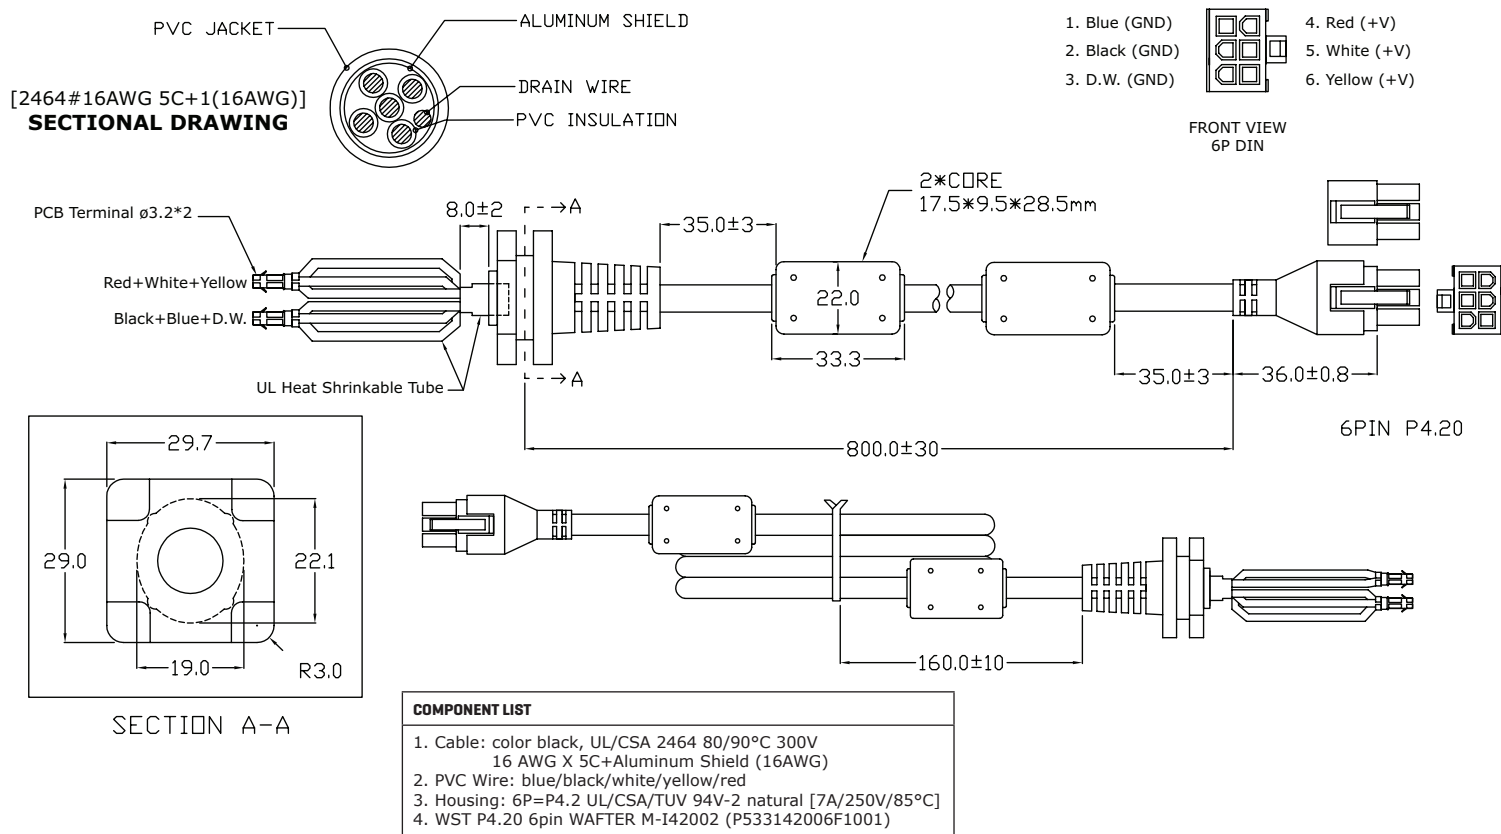 PVC JACKET
ALUMINUM SHIELD
[2464#16AWG 5C+1(16AWG)]
SECTIONAL DRAWING
DRAIN WIRE
PVC INSULATION
1. Blue (GND)
2. Black (GND)
3. D.W. (GND)
4. Red (+V)
5. White (+V)
6. Yellow (+V)
FRONT VIEW
6P DIN
PCB Terminal ø3.2*2
8.0±2
A
35.0±3
2*CORE
17.5*9.5*28.5mm
Red+White+Yellow
Black+Blue+D.W.
22.0
33.3
UL Heat Shrinkable Tube
A
35.0±3
36.0±0.8
800.0±30
6PIN P4.20
29.7
29.0
22.1
19.0
R3.0
SECTION A-A
160.0±10
COMPONENT LIST
1. Cable: color black, UL/CSA 2464 80/90°C 300V
16 AWG X 5C+Aluminum Shield (16AWG)
2. PVC Wire: blue/black/white/yellow/red
3. Housing: 6P=P4.2 UL/CSA/TUV 94V-2 natural [7A/250V/85°C]
4. WST P4.20 6pin WAFTER M-I42002 (P533142006F1001)